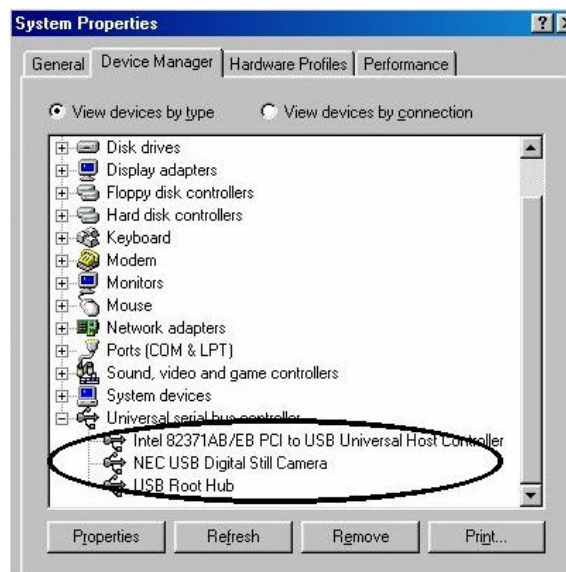 System Properties
General Device Manager Hardware Profiles Performance
View devices by type View devices by connection
Disk drives
Display adapters
Floppy disk controllers
Hard disk controllers
Keyboard
Modem
Monitors
Mouse
Network adapters
Ports (COM & LPT)
Sound, video and game controllers
System devices
Universal serial bus controller
Intel 82371AB/EB PCI to USB Universal Host Controller
NEC USB Digital Still Camera
USB Root Hub
Properties Refresh Remove Print...